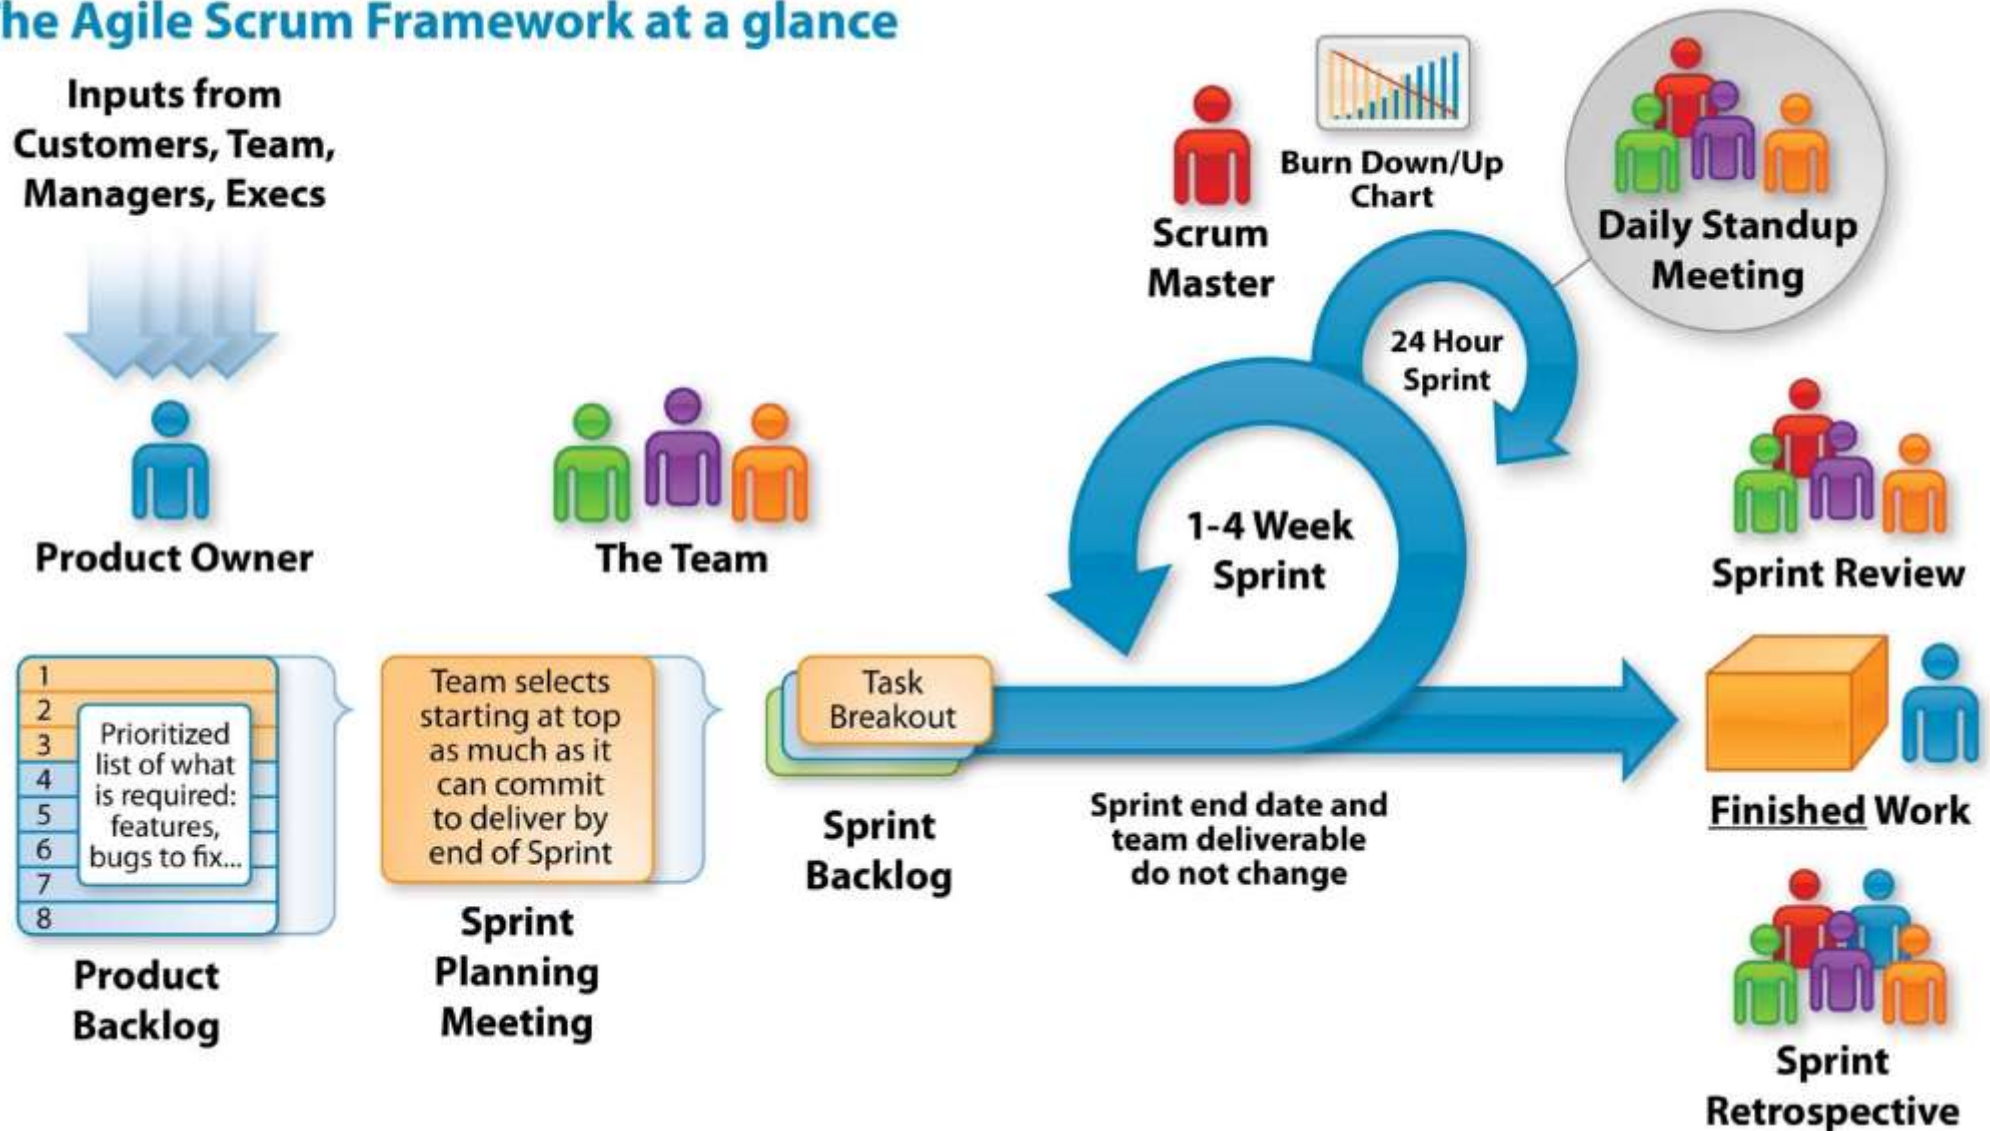 he Agile Scrum Framework at a glance
Inputs from
Customers, Team,
Managers, Execs
Product Owner
The Team
Scrum
Master
Burn Down/Up
Chart
Daily Standup
Meeting
24 Hour
Sprint
1-4 Week
Sprint
Sprint Review
1
2
3
4
5
6
7
8
Prioritized
list of what
is required:
features,
bugs to fix...
Product
Backlog
Team selects
starting at top
as much as it
can commit
to deliver by
end of Sprint
Sprint
Planning
Meeting
Task
Breakout
Sprint
Backlog
Sprint end date and
team deliverable
do not change
Finished Work
Sprint
Retrospective